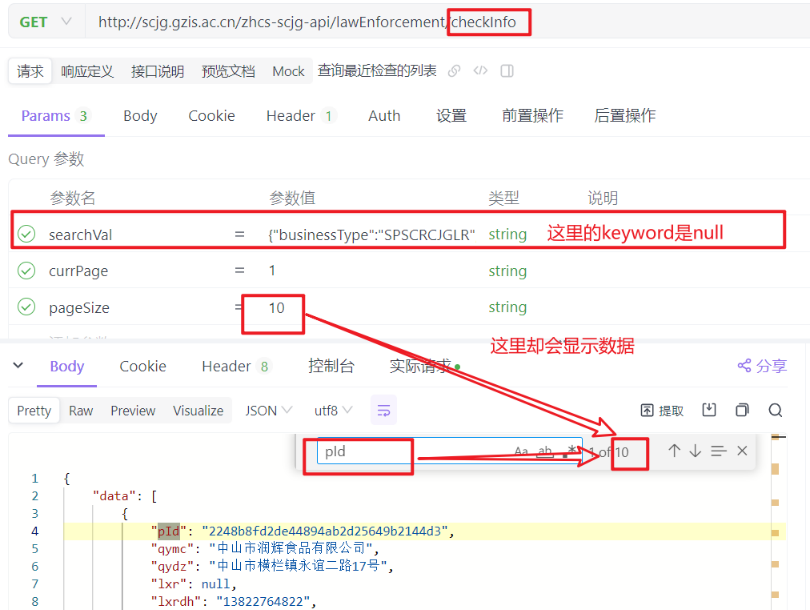 GET http://scjg.gzis.ac.cn/zhcs-scjg-api/lawEnforcement/checkInfo
请求 响应定义 接口说明 预览文档 Mock 查询最近检查的列表
Params 3 Body Cookie Header 1 Auth 设置 前置操作 后置操作
Query 参数
参数名 参数值 类型 说明
searchVal = {"businessType":"SPSCRCJGLR" string 这里的keyword是null
currPage = 1 string
pageSize = 10 string
这里却会显示数据
Body Cookie Header 8 控制台 实际请求 分享
Pretty Raw Preview Visualize JSON utf8 提取
pId Aa ab .* 1 of 10
1 {
2 "data": [
3 {
4 "pId": "2248b8fd2de44894ab2d25649b2144d3",
5 "qymc": "中山市润辉食品有限公司",
6 "qydz": "中山市横栏镇永谊二路17号",
7 "lxr": null,
8 "lxrdh": "13822764822",